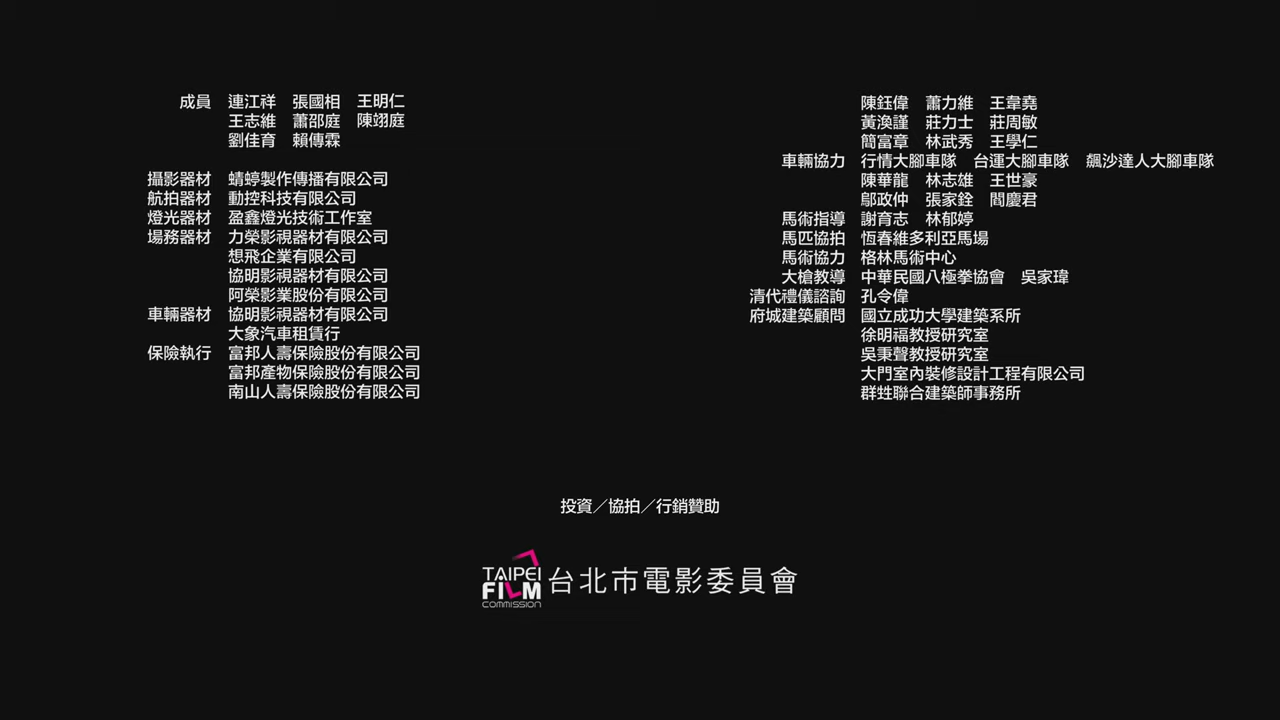 成員 連江祥 張國相 王明仁
王志維 蕭邵庭 陳翊庭
劉佳育 賴傳霖
攝影器材 蜻蜓製作傳播有限公司
航拍器材 動控科技有限公司
燈光器材 盈鑫燈光技術工作室
場務器材 力榮影視器材有限公司
想飛企業有限公司
協明影視器材有限公司
阿榮影業股份有限公司
車輛器材 協明影視器材有限公司
大象汽車租賃行
保險執行 富邦人壽保險股份有限公司
富邦產物保險股份有限公司
南山人壽保險股份有限公司
陳鈺偉 蕭力維 王韋堯
黃渙謹 莊力士 莊周敏
簡富章 林武秀 王學仁
車輛協力 行情大腳車隊 台運大腳車隊 飆沙達人大腳車隊
陳華龍 林志雄 王世豪
鄔政仲 張家銓 閻慶君
馬術指導 謝育志 林郁婷
馬匹協拍 恆春維多利亞馬場
馬術協力 格林馬術中心
大槍教導 中華民國八極拳協會 吳家瑋
清代禮儀諮詢 孔令偉
府城建築顧問 國立成功大學建築系所
徐明福教授研究室
吳秉聲教授研究室
大門室內裝修設計工程有限公司
群甡聯合建築師事務所
投資／協拍／行銷贊助
TAIPEI
FILM
COMMISSION
台北市電影委員會